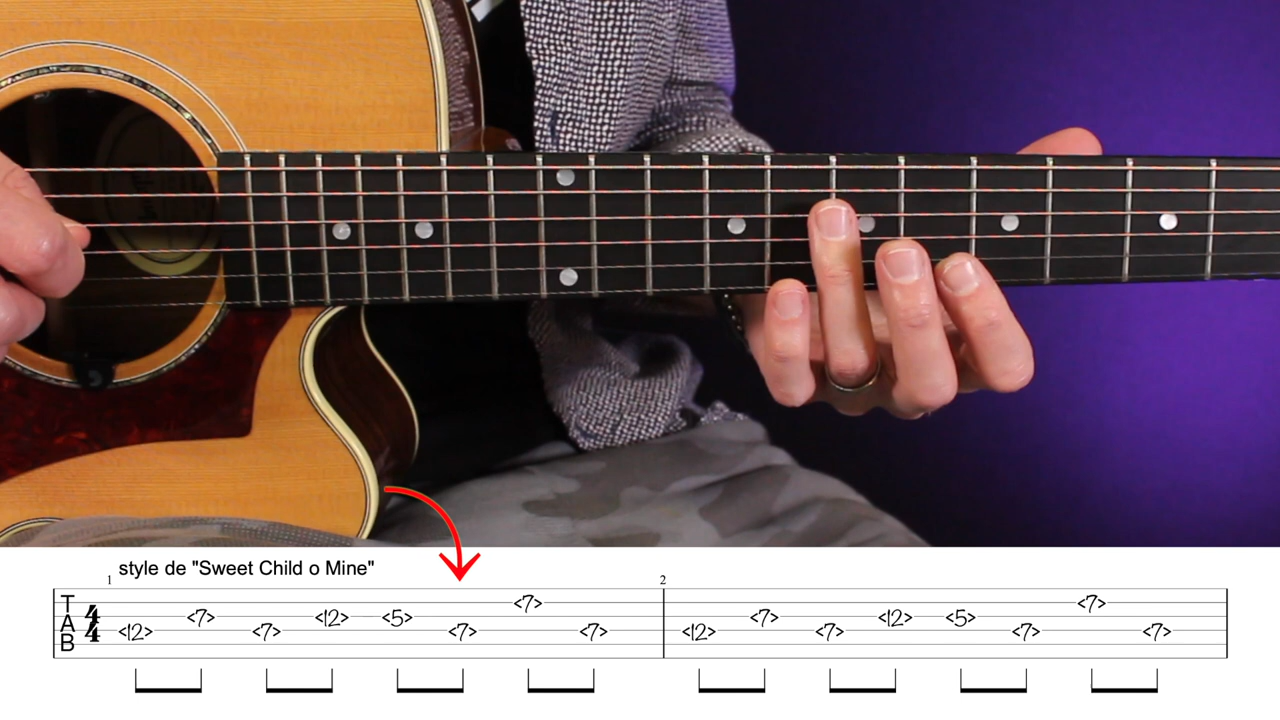 style de "Sweet Child o Mine"
1
2
T
A
B
4
4
<7> <7>
<7> <12> <5> <7> <12> <5>
<12> <7> <7> <7> <12> <7> <7> <7>